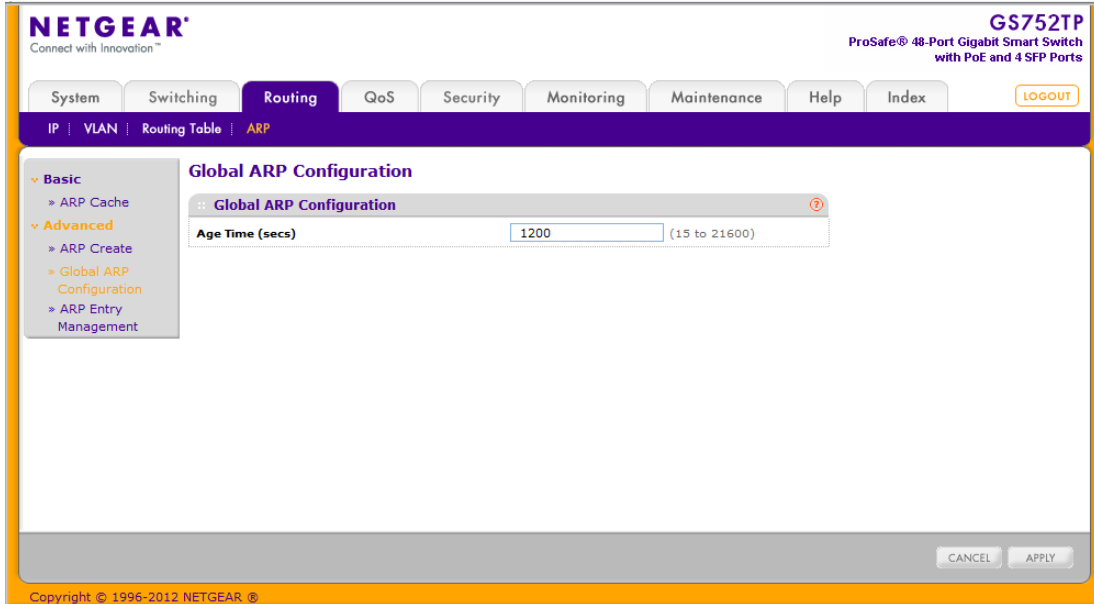 NETGEAR®
Connect with Innovation™
GS752TP
ProSafe® 48-Port Gigabit Smart Switch
with PoE and 4 SFP Ports
System Switching Routing QoS Security Monitoring Maintenance Help Index LOGOUT
IP | VLAN | Routing Table | ARP
Basic
» ARP Cache
Advanced
» ARP Create
» Global ARP
Configuration
» ARP Entry
Management
Global ARP Configuration
:: Global ARP Configuration ?
Age Time (secs) 1200 (15 to 21600)
CANCEL APPLY
Copyright © 1996-2012 NETGEAR ®